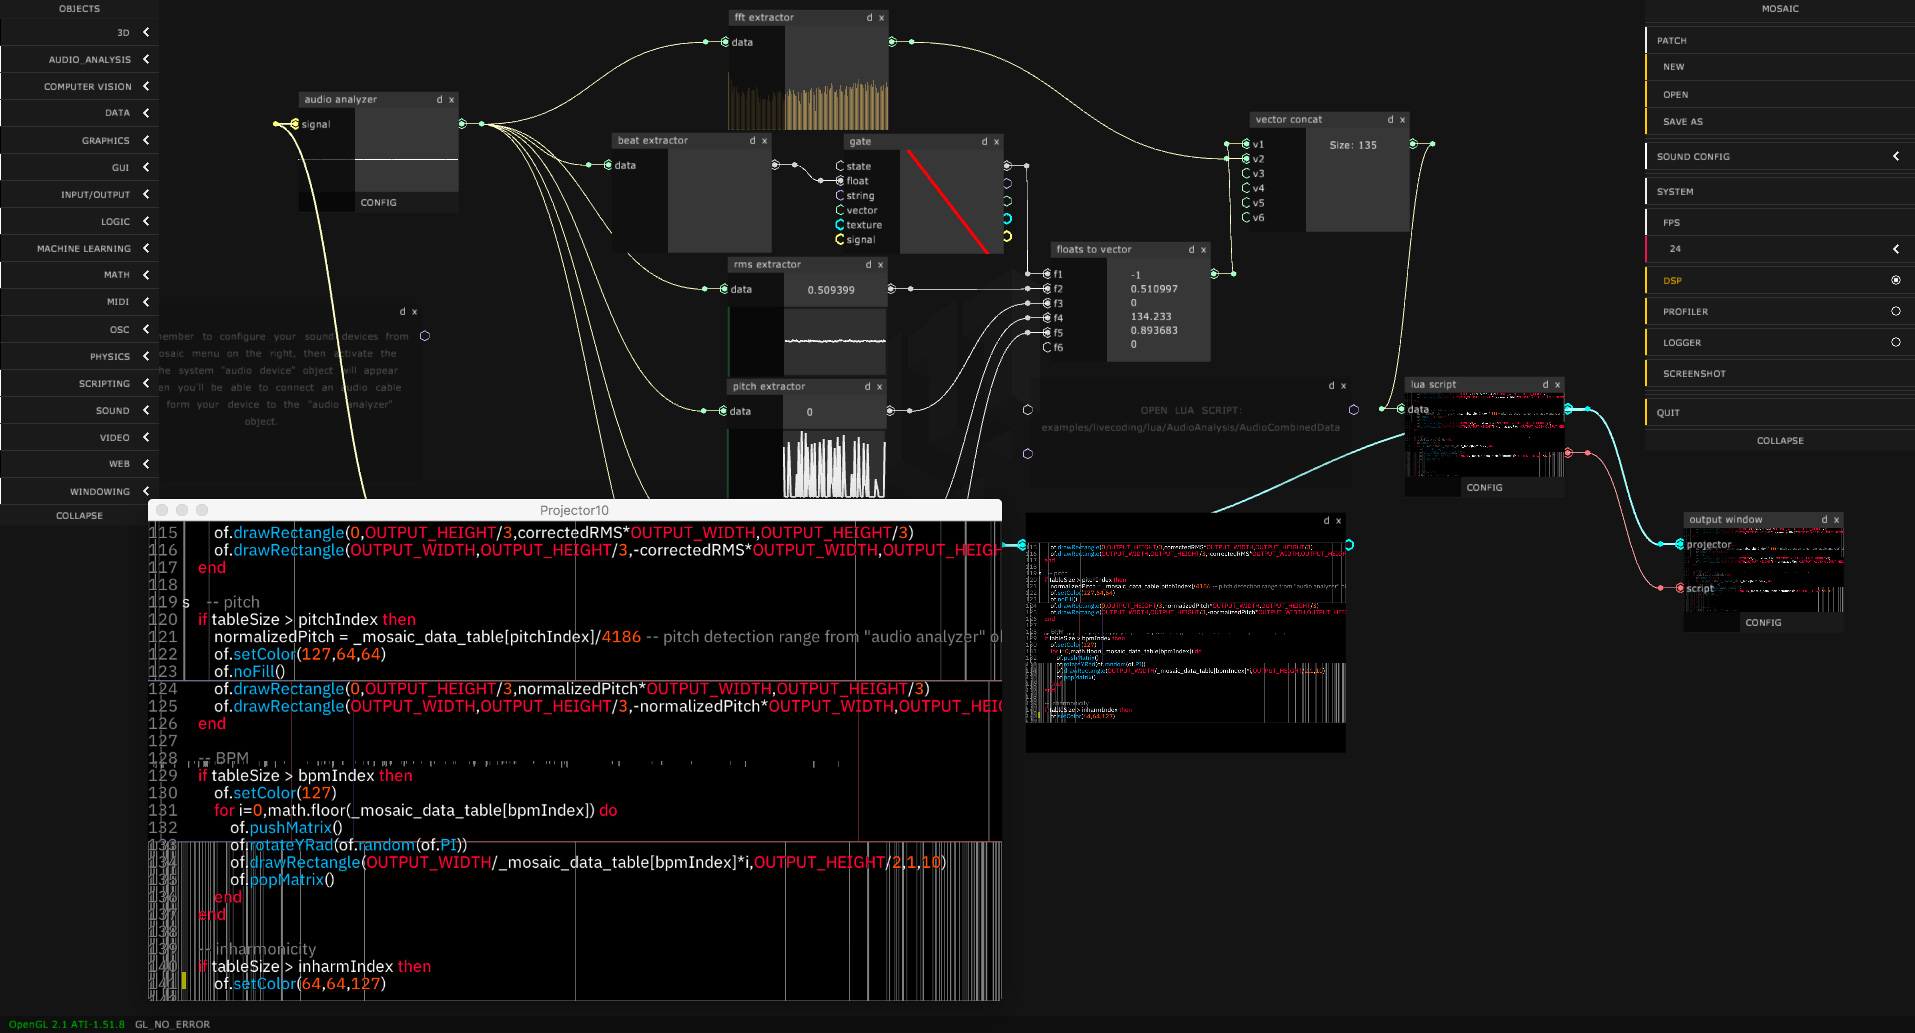 OBJECTS
3D
AUDIO_ANALYSIS
COMPUTER VISION
DATA
GRAPHICS
GUI
INPUT/OUTPUT
LOGIC
MACHINE LEARNING
MATH
MIDI
OSC
PHYSICS
SCRIPTING
SOUND
VIDEO
WEB
WINDOWING
COLLAPSE
audio analyzer d x
signal
CONFIG
d x
member to configure your sound devices from
osaic menu on the right, then activate the
he system "audio device" object will appear
en you'll be able to connect an audio cable
form your device to the "audio analyzer"
object.
fft extractor d x
data
beat extractor d x
data
gate d x
state
float
string
vector
texture
signal
rms extractor d x
data 0.509399
pitch extractor d x
data 0
floats to vector d x
f1 -1
f2 0.510997
f3 0
f4 134.233
f5 0.893683
f6 0
vector concat d x
v1 Size: 135
v2
v3
v4
v5
v6
d x
OPEN LUA SCRIPT:
examples/livecoding/lua/AudioAnalysis/AudioCombinedData
lua script d x
data
CONFIG
output window d x
projector
script
CONFIG
MOSAIC
PATCH
NEW
OPEN
SAVE AS
SOUND CONFIG
SYSTEM
FPS
24
DSP
PROFILER
LOGGER
SCREENSHOT
QUIT
COLLAPSE
Projector10
115 of.drawRectangle(0,OUTPUT_HEIGHT/3,correctedRMS*OUTPUT_WIDTH,OUTPUT_HEIGHT/3)
116 of.drawRectangle(OUTPUT_WIDTH,OUTPUT_HEIGHT/3,-correctedRMS*OUTPUT_WIDTH,OUTPUT_HEIGH
117 end
118
119 s -- pitch
120 if tableSize > pitchIndex then
121 normalizedPitch = _mosaic_data_table[pitchIndex]/4186 -- pitch detection range from "audio analyzer" o
122 of.setColor(127,64,64)
123 of.noFill()
124 of.drawRectangle(0,OUTPUT_HEIGHT/3,normalizedPitch*OUTPUT_WIDTH,OUTPUT_HEIGHT/3)
125 of.drawRectangle(OUTPUT_WIDTH,OUTPUT_HEIGHT/3,-normalizedPitch*OUTPUT_WIDTH,OUTPUT_HEI
126 end
127
128 -- BPM
129 if tableSize > bpmIndex then
130 of.setColor(127)
131 for i=0,math.floor(_mosaic_data_table[bpmIndex]) do
132 of.pushMatrix()
133 of.rotateYRad(of.random(of.PI))
134 of.drawRectangle(OUTPUT_WIDTH/_mosaic_data_table[bpmIndex]*i,OUTPUT_HEIGHT/2,1,10)
135 of.popMatrix()
136 end
137 end
139 -- inharmonicity
140 if tableSize > inharmIndex then
141 of.setColor(64,64,127)
d x
OpenGL 2.1 ATI-1.51.8 GL_NO_ERROR